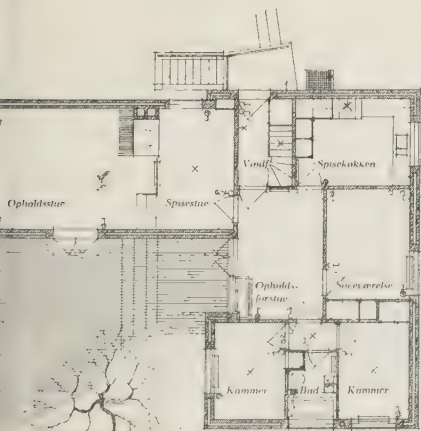 Vindf.
Spisekøkken
Opholdsstue
Spisestue
Opholds-
forstue
Soveværelse
Kammer
Bad
Kammer